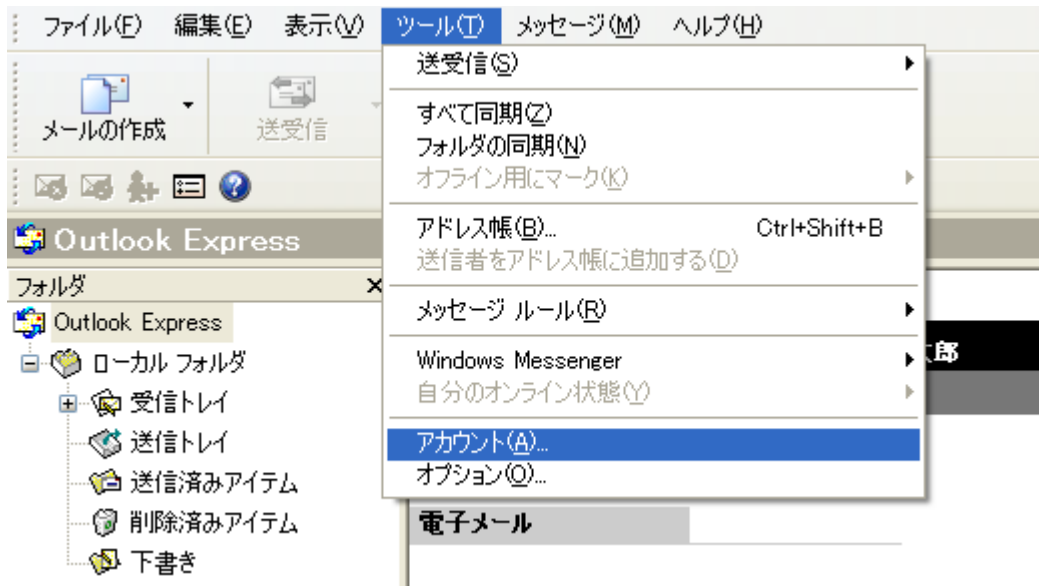 ファイル(F) 編集(E) 表示(V) ツール(T) メッセージ(M) ヘルプ(H)
メールの作成
送受信
Outlook Express
フォルダ ×
Outlook Express
ローカル フォルダ
受信トレイ
送信トレイ
送信済みアイテム
削除済みアイテム
下書き
送受信(S)
すべて同期(Z)
フォルダの同期(N)
オフライン用にマーク(K)
アドレス帳(B)... Ctrl+Shift+B
送信者をアドレス帳に追加する(D)
メッセージ ルール(R)
Windows Messenger
自分のオンライン状態(Y)
アカウント(A)...
オプション(O)...
郎
電子メール